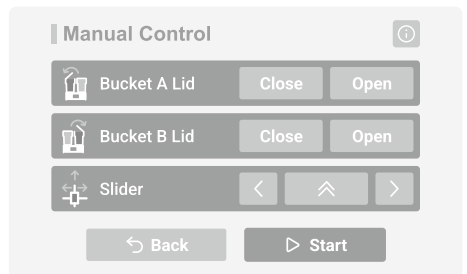 Manual Control
Bucket A Lid Close Open
Bucket B Lid Close Open
Slider
Back Start